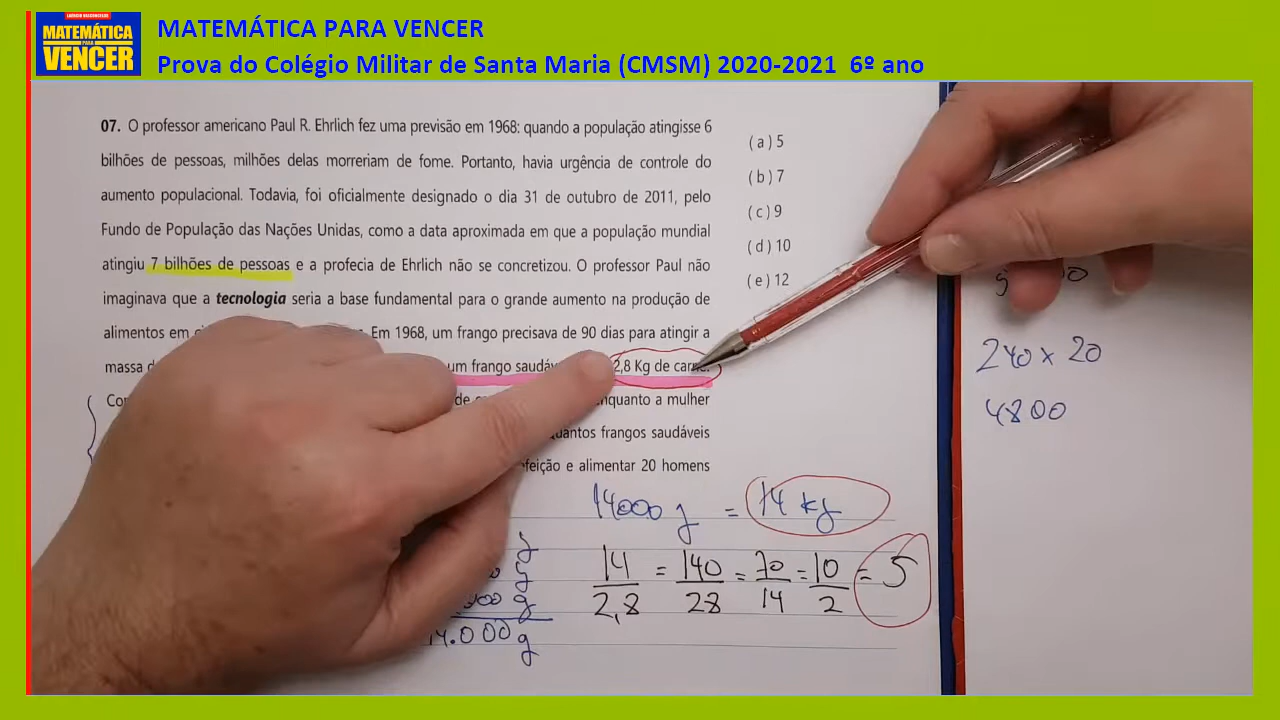 LAÉRCIO VASCONCELOS
MATEMÁTICA
PARA
VENCER
MATEMÁTICA PARA VENCER
Prova do Colégio Militar de Santa Maria (CMSM) 2020-2021 6º ano
07. O professor americano Paul R. Ehrlich fez uma previsão em 1968: quando a população atingisse 6
bilhões de pessoas, milhões delas morreriam de fome. Portanto, havia urgência de controle do
aumento populacional. Todavia, foi oficialmente designado o dia 31 de outubro de 2011, pelo
Fundo de População das Nações Unidas, como a data aproximada em que a população mundial
atingiu 7 bilhões de pessoas e a profecia de Ehrlich não se concretizou. O professor Paul não
imaginava que a tecnologia seria a base fundamental para o grande aumento na produção de
alimentos em Em 1968, um frango precisava de 90 dias para atingir a
massa um frango 2,8 Kg de carne.
de enquanto a mulher
quantos frangos saudáveis
e alimentar 20 homens
(a) 5
(b) 7
(c) 9
(d) 10
(e) 12
240 x 20
4800
14000 g = 14 kg
14/2,8 = 140/28 = 70/14 = 10/2 = 5
g
g
g
14.000 g